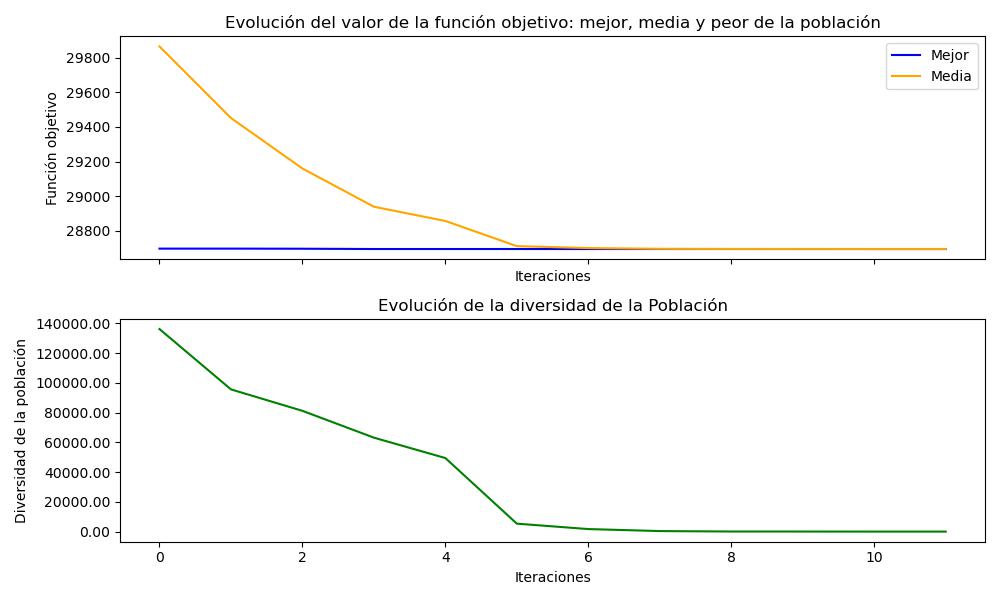 Evolución del valor de la función objetivo: mejor, media y peor de la población
Función objetivo
29800
29600
29400
29200
29000
28800
Mejor
Media
Iteraciones
Evolución de la diversidad de la Población
Diversidad de la población
140000.00
120000.00
100000.00
80000.00
60000.00
40000.00
20000.00
0.00
0 2 4 6 8 10
Iteraciones